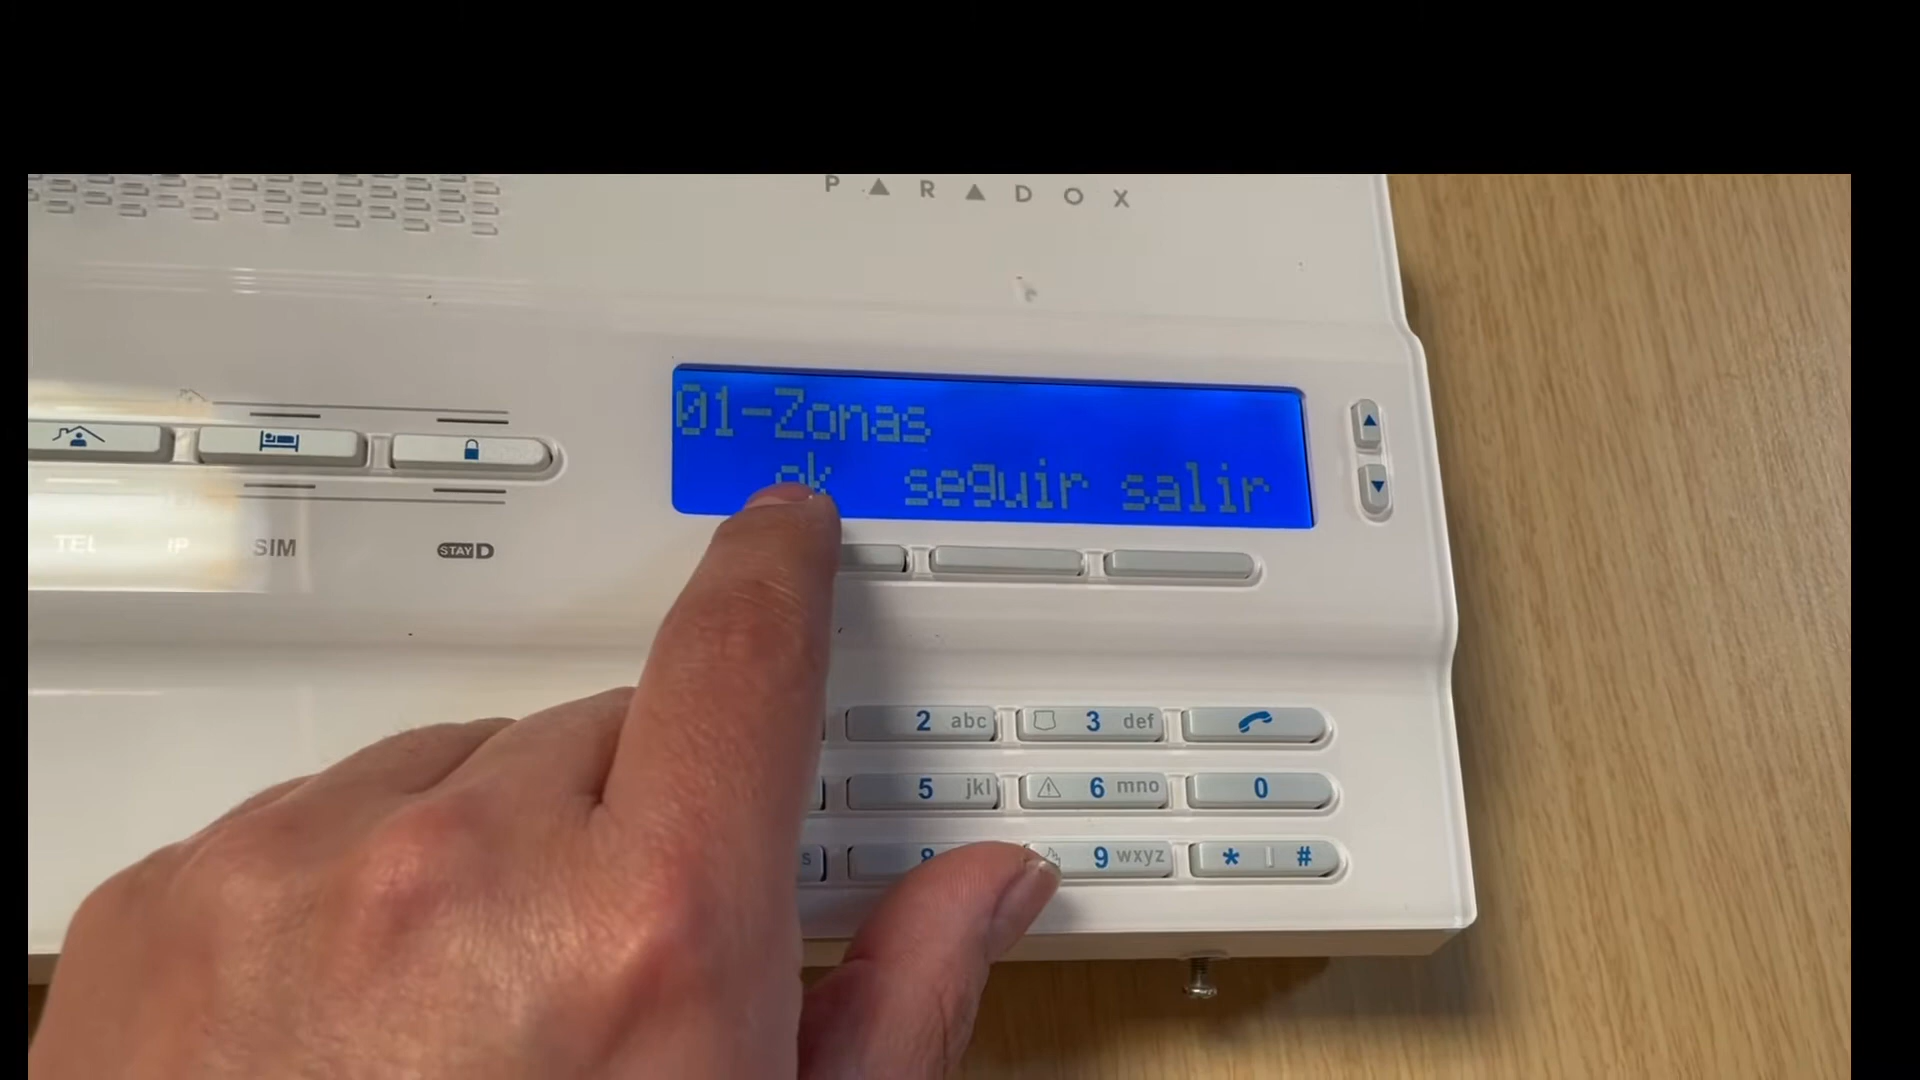 PARADOX
01-Zonas
ok seguir salir
TEL IP SIM STAY D
2 abc 3 def
5 jkl 6 mno 0
s 8 9 wxyz * #